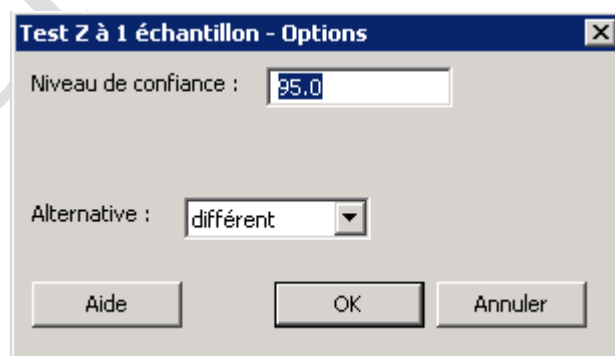 Test Z à 1 échantillon - Options
Niveau de confiance : 95.0
Alternative : différent
Aide OK Annuler